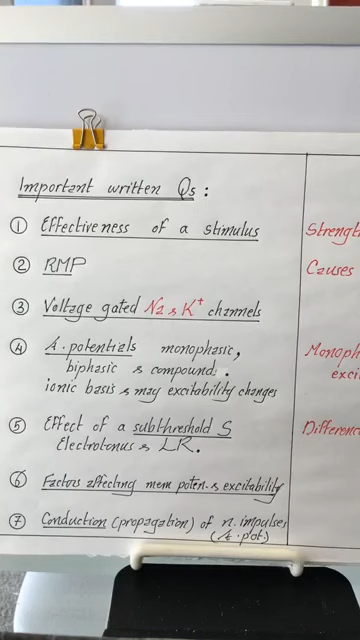 Important written Qs :
① Effectiveness of a stimulus
Strength
② RMP
Causes
③ Voltage gated Na & K+ channels
④ A. potentials monophasic,
biphasic & compound.
ionic basis & may excitability changes
Monoph
exci
⑤ Effect of a subthreshold S
Electrotonus & LR.
Difference
⑥ Factors affecting mem poten. & excitability
⑦ Conduction (propagation) of n. impulses
(A. pot.)